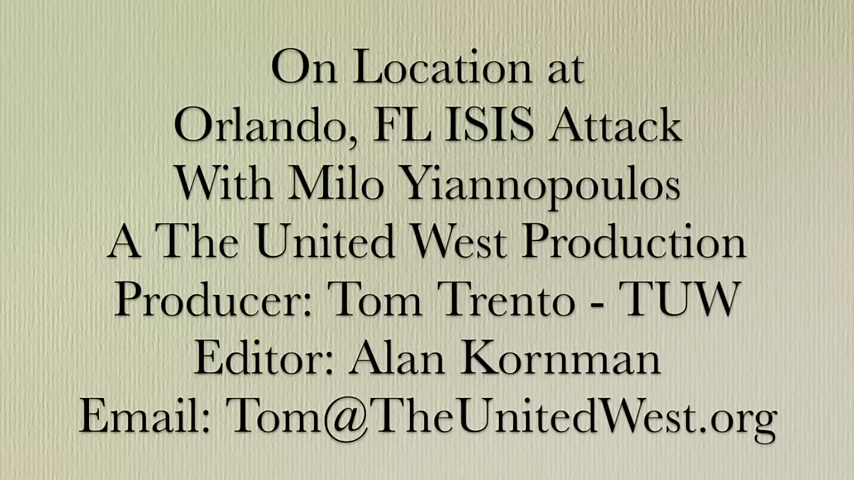 On Location at
Orlando, FL ISIS Attack
With Milo Yiannopoulos
A The United West Production
Producer: Tom Trento - TUW
Editor: Alan Kornman
Email: Tom@TheUnitedWest.org